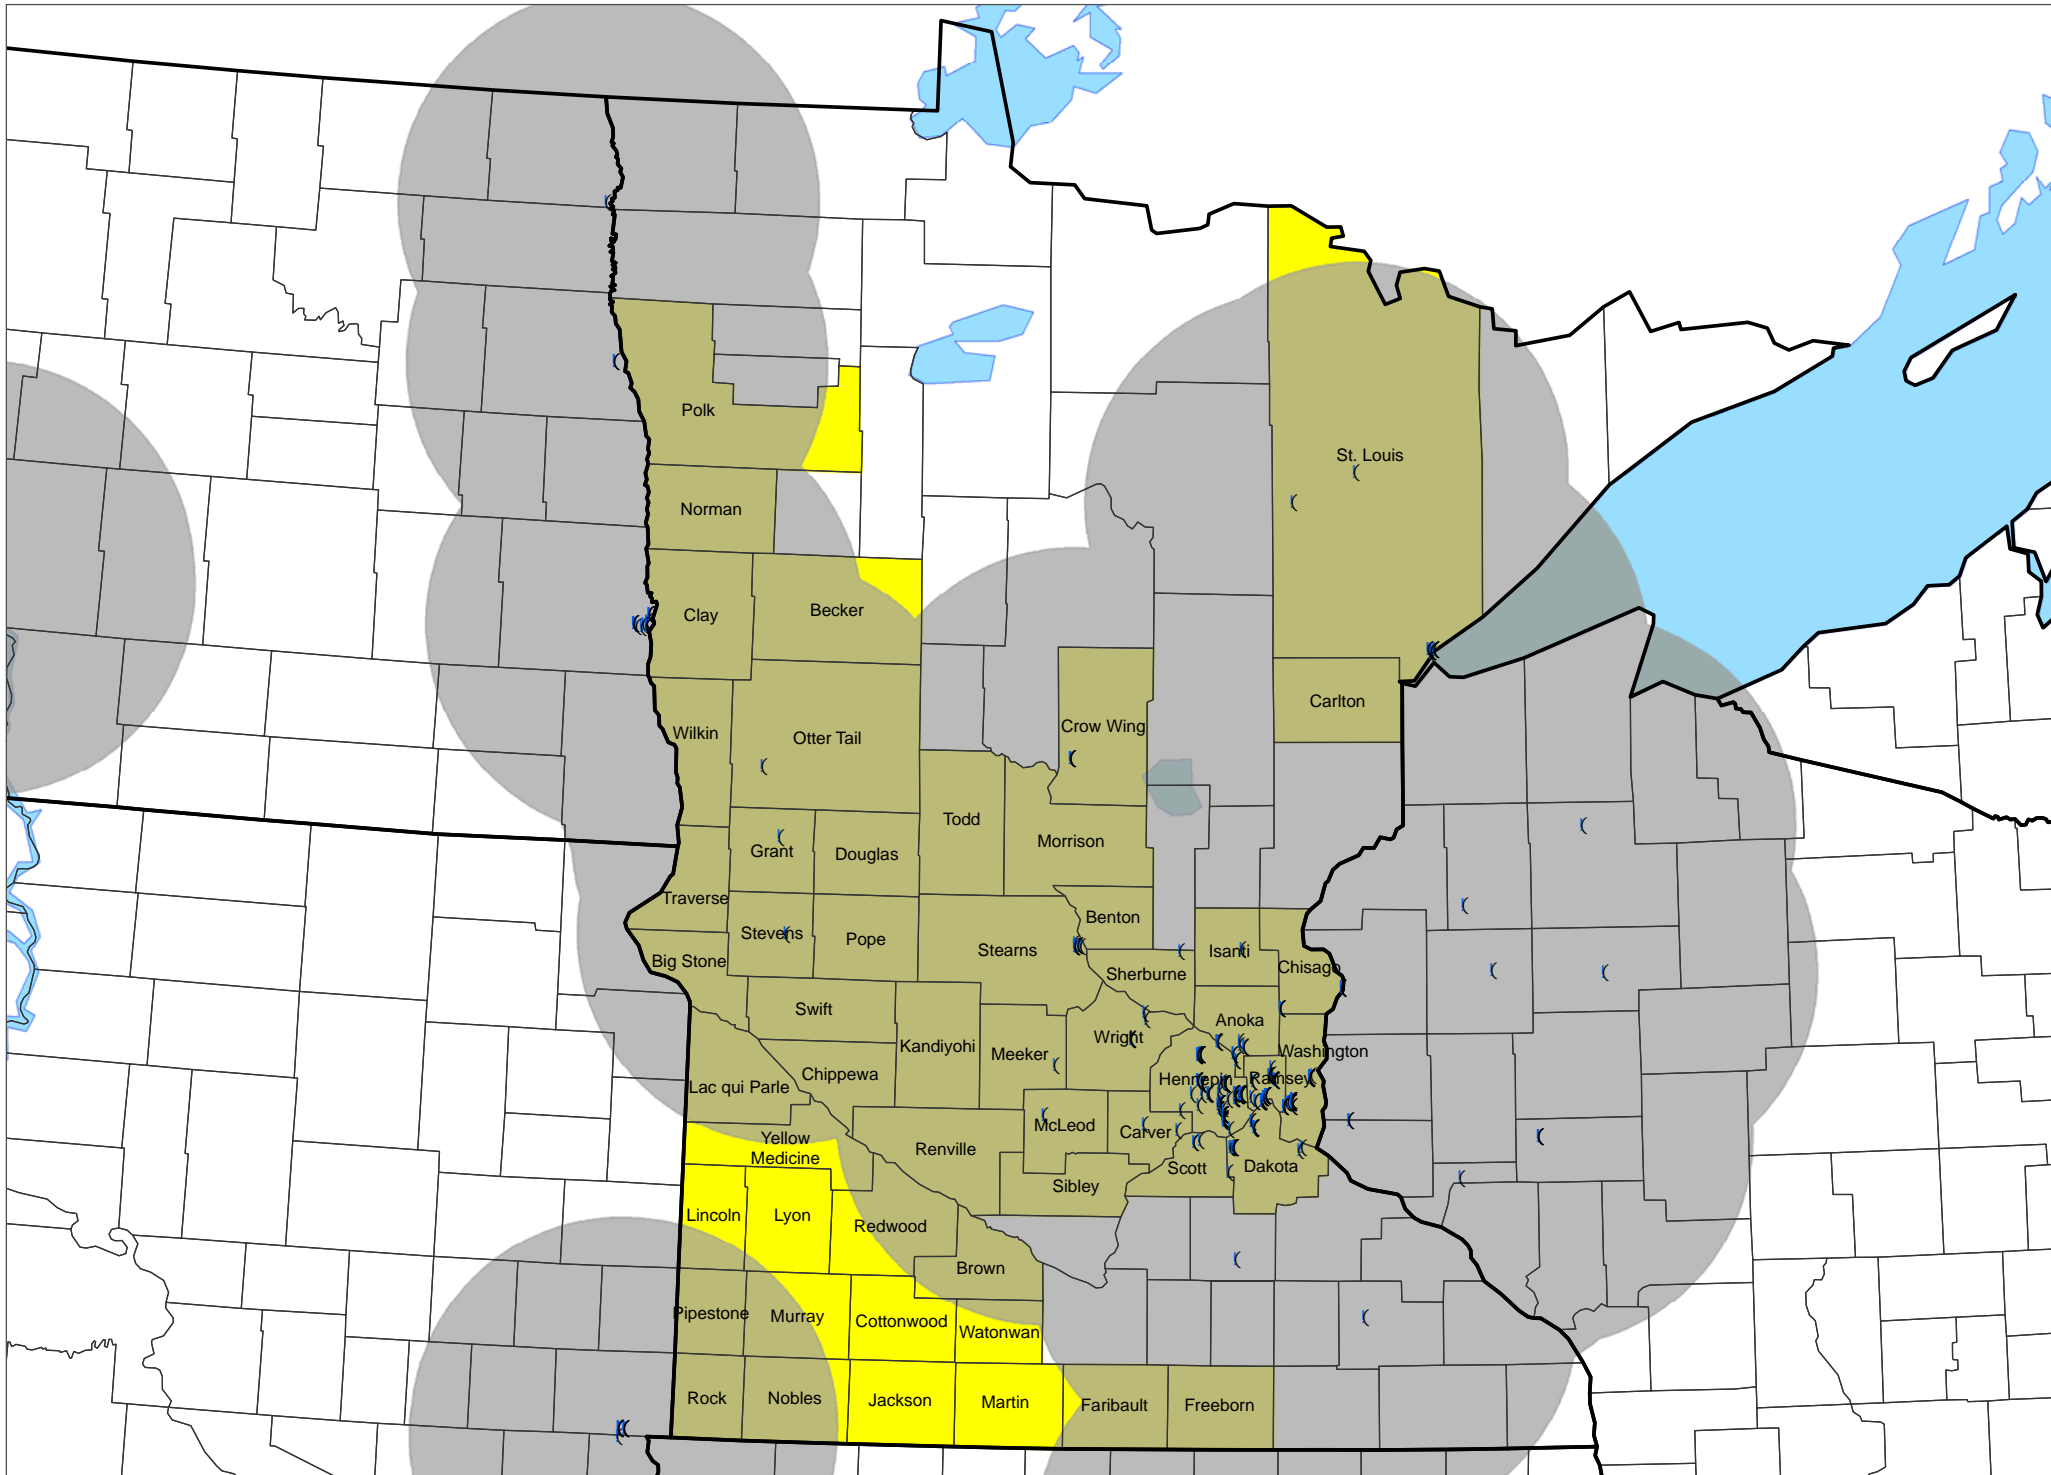 Polk
St. Louis
Norman
Clay
Becker
Carlton
Crow Wing
Wilkin
Otter Tail
Todd
Morrison
Grant
Douglas
Traverse
Benton
Stevens
Pope
Stearns
Isanti
Big Stone
Chisago
Sherburne
Swift
Anoka
Wright
Kandiyohi
Meeker
Washington
Chippewa
Hennepin
Ramsey
Lac qui Parle
McLeod
Carver
Yellow
Medicine
Renville
Scott
Dakota
Sibley
Lincoln
Lyon
Redwood
Brown
Pipestone
Murray
Cottonwood
Watonwan
Rock
Nobles
Jackson
Martin
Faribault
Freeborn